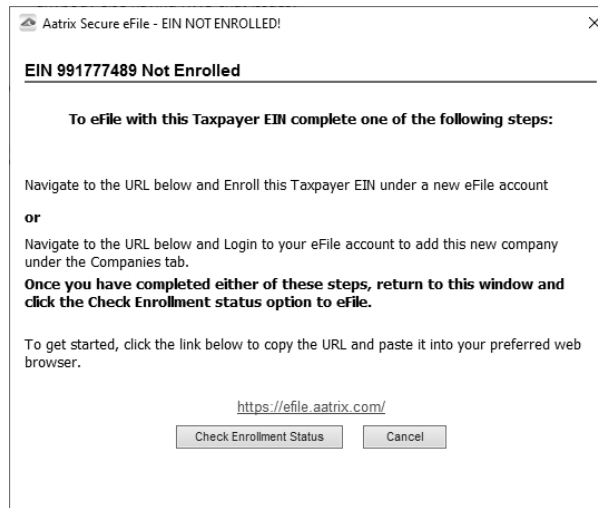 Aatrix Secure eFile - EIN NOT ENROLLED!
EIN 991777489 Not Enrolled
To eFile with this Taxpayer EIN complete one of the following steps:
Navigate to the URL below and Enroll this Taxpayer EIN under a new eFile account
or
Navigate to the URL below and Login to your eFile account to add this new company
under the Companies tab.
Once you have completed either of these steps, return to this window and
click the Check Enrollment status option to eFile.
To get started, click the link below to copy the URL and paste it into your preferred web
browser.
https://efile.aatrix.com/
Check Enrollment Status Cancel